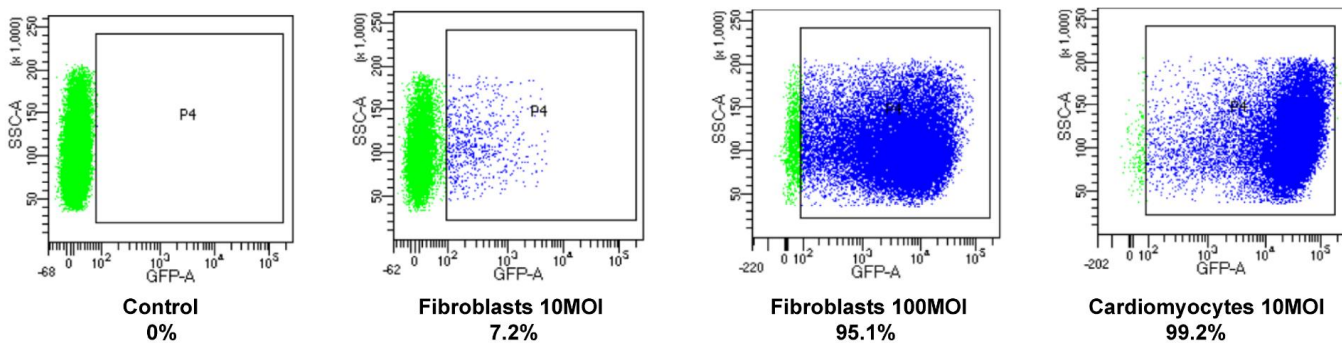 (x 1,000)
SSC-A
250
200
150
100
50
P4
-68 0 10² 10³ 10⁴ 10⁵
GFP-A
Control
0%
(x 1,000)
SSC-A
250
200
150
100
50
P4
-62 0 10² 10³ 10⁴ 10⁵
GFP-A
Fibroblasts 10MOI
7.2%
(x 1,000)
SSC-A
250
200
150
100
50
P4
-220 0 10² 10³ 10⁴ 10⁵
GFP-A
Fibroblasts 100MOI
95.1%
(x 1,000)
SSC-A
250
200
150
100
50
P4
-202 0 10² 10³ 10⁴ 10⁵
GFP-A
Cardiomyocytes 10MOI
99.2%